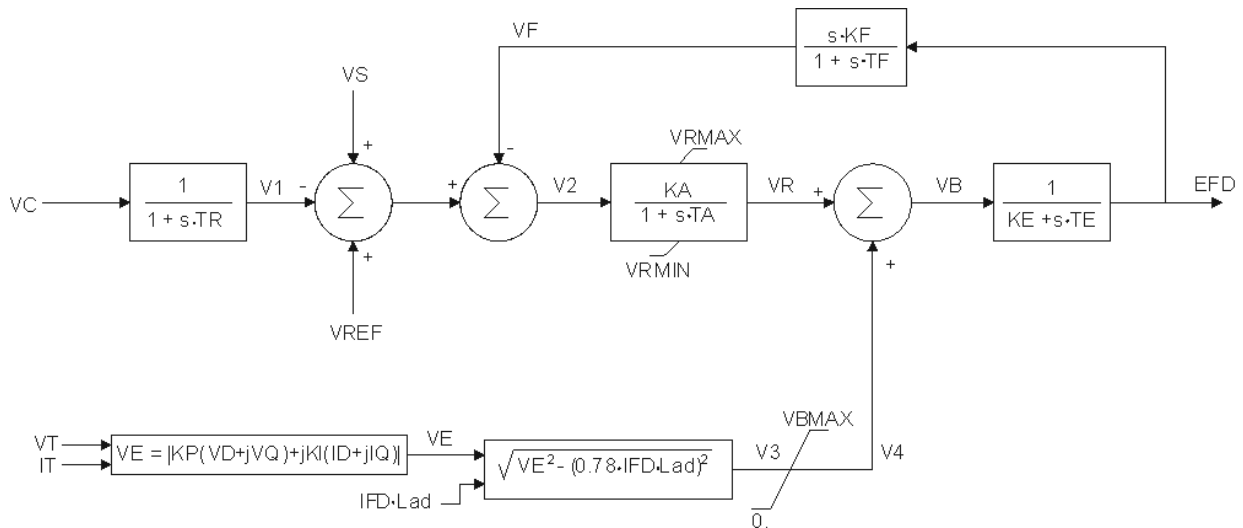 VF
s·KF
1 + s·TF
VS
+
-
VRMAX
VC
1
1 + s·TR
V1
-
Σ
+
+
Σ
V2
KA
1 + s·TA
VR
+
Σ
+
VB
1
KE +s·TE
EFD
VRMIN
VREF
VBMAX
VT
IT
VE = |KP(VD+jVQ)+jKI(ID+jIQ)|
VE
√VE² - (0.78·IFD·Lad)²
V3
V4
IFD·Lad
0.